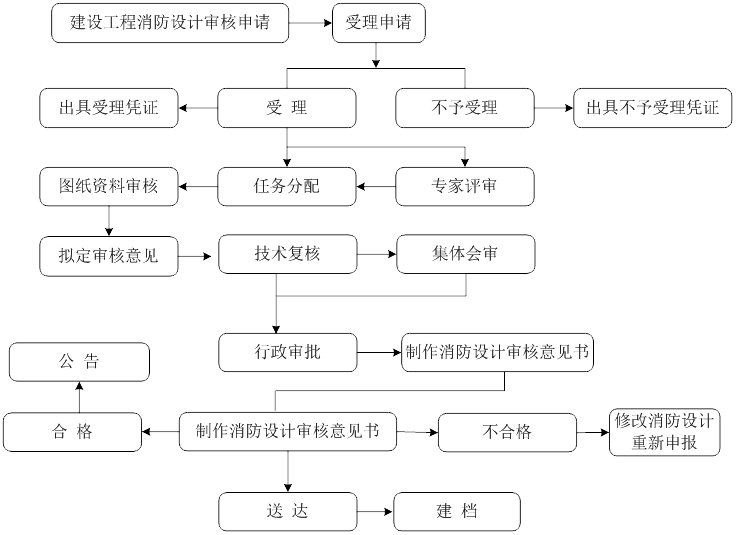 建设工程消防设计审核申请
受理申请
出具受理凭证
受 理
不予受理
出具不予受理凭证
图纸资料审核
任务分配
专家评审
拟定审核意见
技术复核
集体会审
行政审批
制作消防设计审核意见书
公 告
合 格
制作消防设计审核意见书
不合格
修改消防设计
重新申报
送 达
建 档